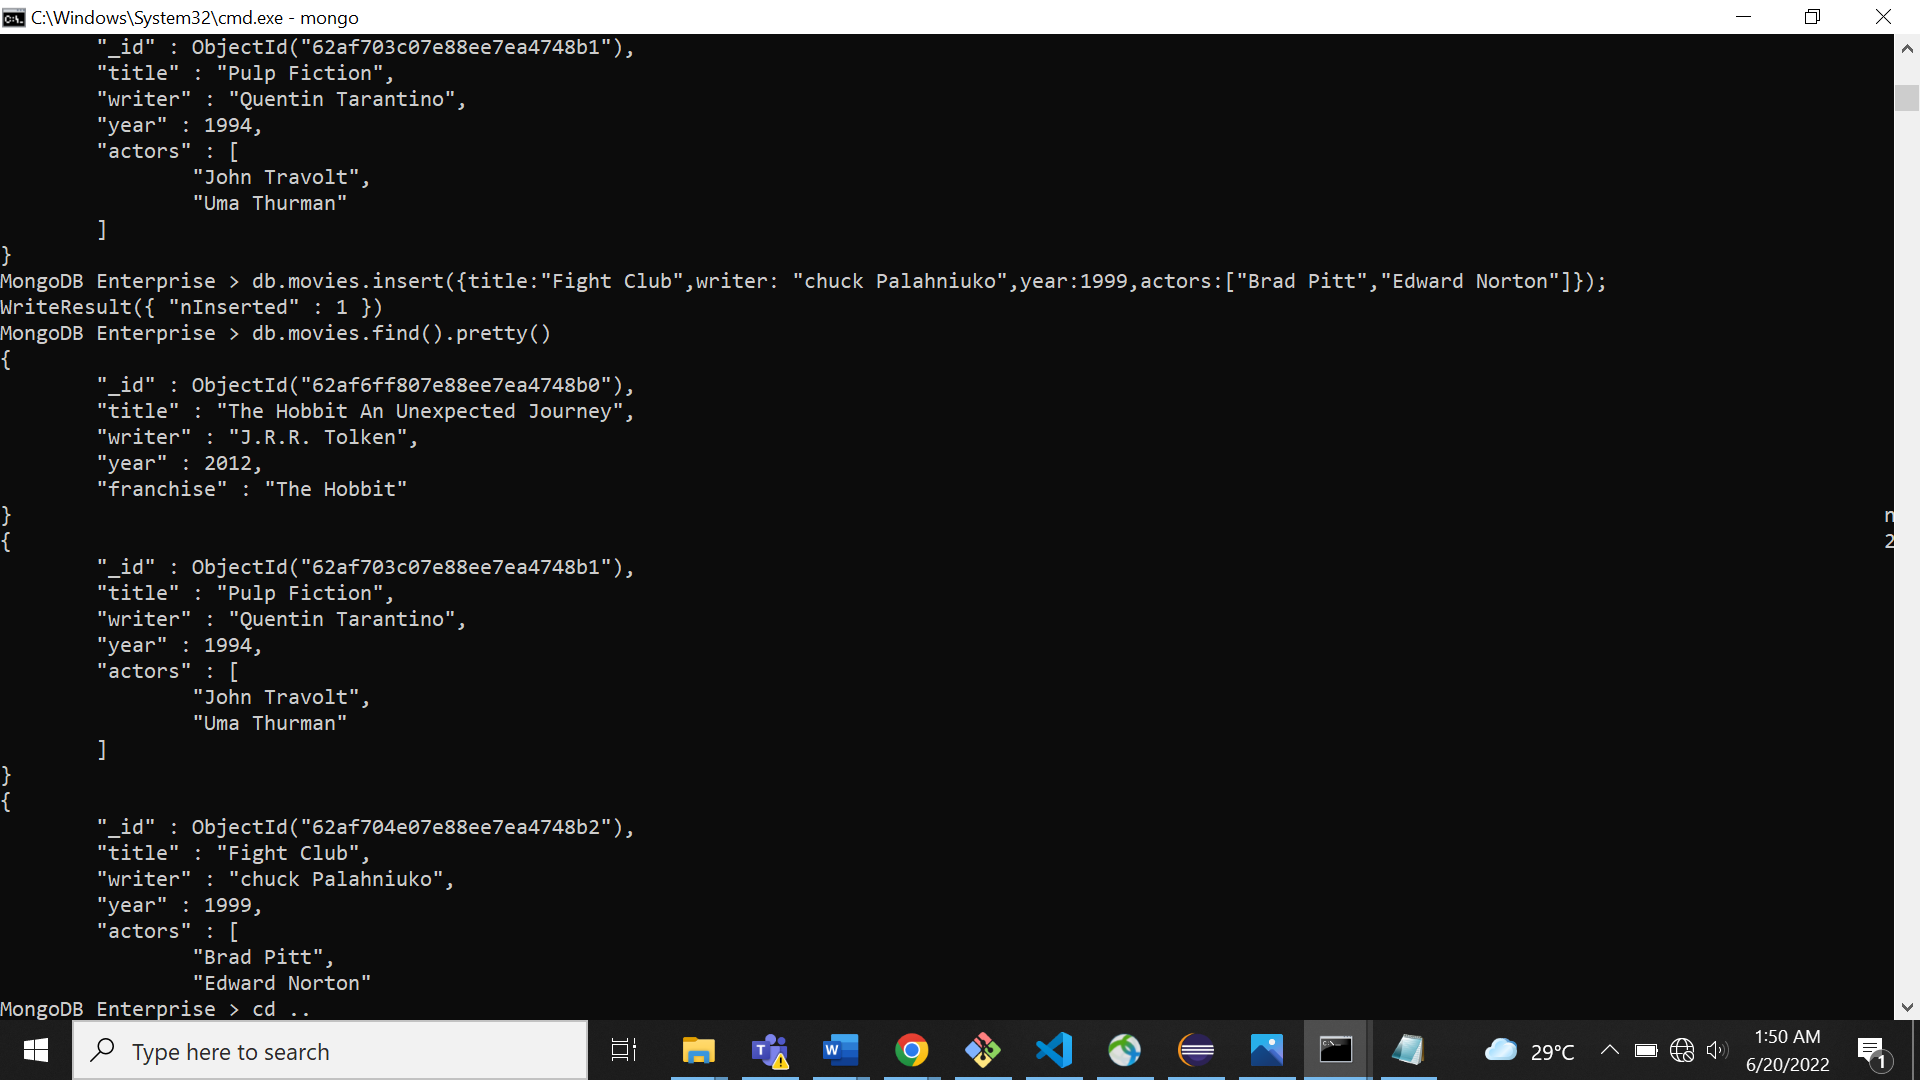 C:\Windows\System32\cmd.exe - mongo
"_id" : ObjectId("62af703c07e88ee7ea4748b1"),
"title" : "Pulp Fiction",
"writer" : "Quentin Tarantino",
"year" : 1994,
"actors" : [
"John Travolt",
"Uma Thurman"
]
}
MongoDB Enterprise > db.movies.insert({title:"Fight Club",writer: "chuck Palahniuko",year:1999,actors:["Brad Pitt","Edward Norton"]});
WriteResult({ "nInserted" : 1 })
MongoDB Enterprise > db.movies.find().pretty()
{
"_id" : ObjectId("62af6ff807e88ee7ea4748b0"),
"title" : "The Hobbit An Unexpected Journey",
"writer" : "J.R.R. Tolken",
"year" : 2012,
"franchise" : "The Hobbit"
}
{
"_id" : ObjectId("62af703c07e88ee7ea4748b1"),
"title" : "Pulp Fiction",
"writer" : "Quentin Tarantino",
"year" : 1994,
"actors" : [
"John Travolt",
"Uma Thurman"
]
}
{
"_id" : ObjectId("62af704e07e88ee7ea4748b2"),
"title" : "Fight Club",
"writer" : "chuck Palahniuko",
"year" : 1999,
"actors" : [
"Brad Pitt",
"Edward Norton"
MongoDB Enterprise > cd ..
Type here to search
29°C
1:50 AM
6/20/2022
1